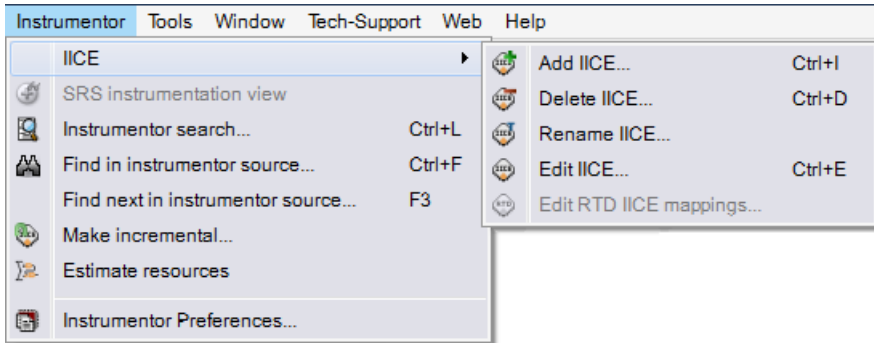 Instrumentor Tools Window Tech-Support Web Help
IICE
SRS instrumentation view
Instrumentor search... Ctrl+L
Find in instrumentor source... Ctrl+F
Find next in instrumentor source... F3
Make incremental...
Estimate resources
Instrumentor Preferences...
Add IICE... Ctrl+I
Delete IICE... Ctrl+D
Rename IICE...
Edit IICE... Ctrl+E
Edit RTD IICE mappings...